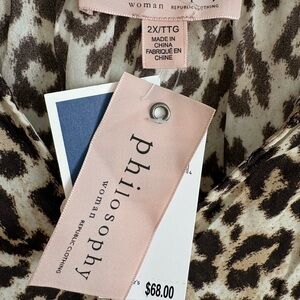 woman REPUBLIC CLOTHING
2X/TTG
MADE IN
CHINA
FABRIQUÉ EN
CHINE
philosophy
woman
REPUBLIC CLOTHING
$68.00